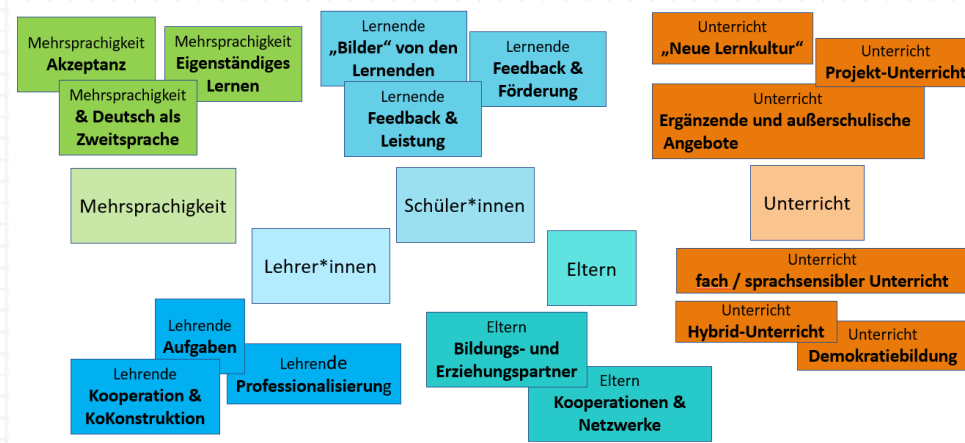 Mehrsprachigkeit
Akzeptanz
Mehrsprachigkeit
Eigenständiges
Lernen
Mehrsprachigkeit
& Deutsch als
Zweitsprache
Lernende
„Bilder“ von den
Lernenden
Lernende
Feedback &
Förderung
Lernende
Feedback &
Leistung
Unterricht
„Neue Lernkultur“
Unterricht
Projekt-Unterricht
Unterricht
Ergänzende und außerschulische
Angebote
Mehrsprachigkeit
Lehrer*innen
Schüler*innen
Eltern
Unterricht
Lehrende
Aufgaben
Lehrende
Kooperation &
KoKonstruktion
Lehrende
Professionalisierung
Eltern
Bildungs- und
Erziehungspartner
Eltern
Kooperationen &
Netzwerke
Unterricht
fach / sprachsensibler Unterricht
Unterricht
Hybrid-Unterricht
Unterricht
Demokratiebildung